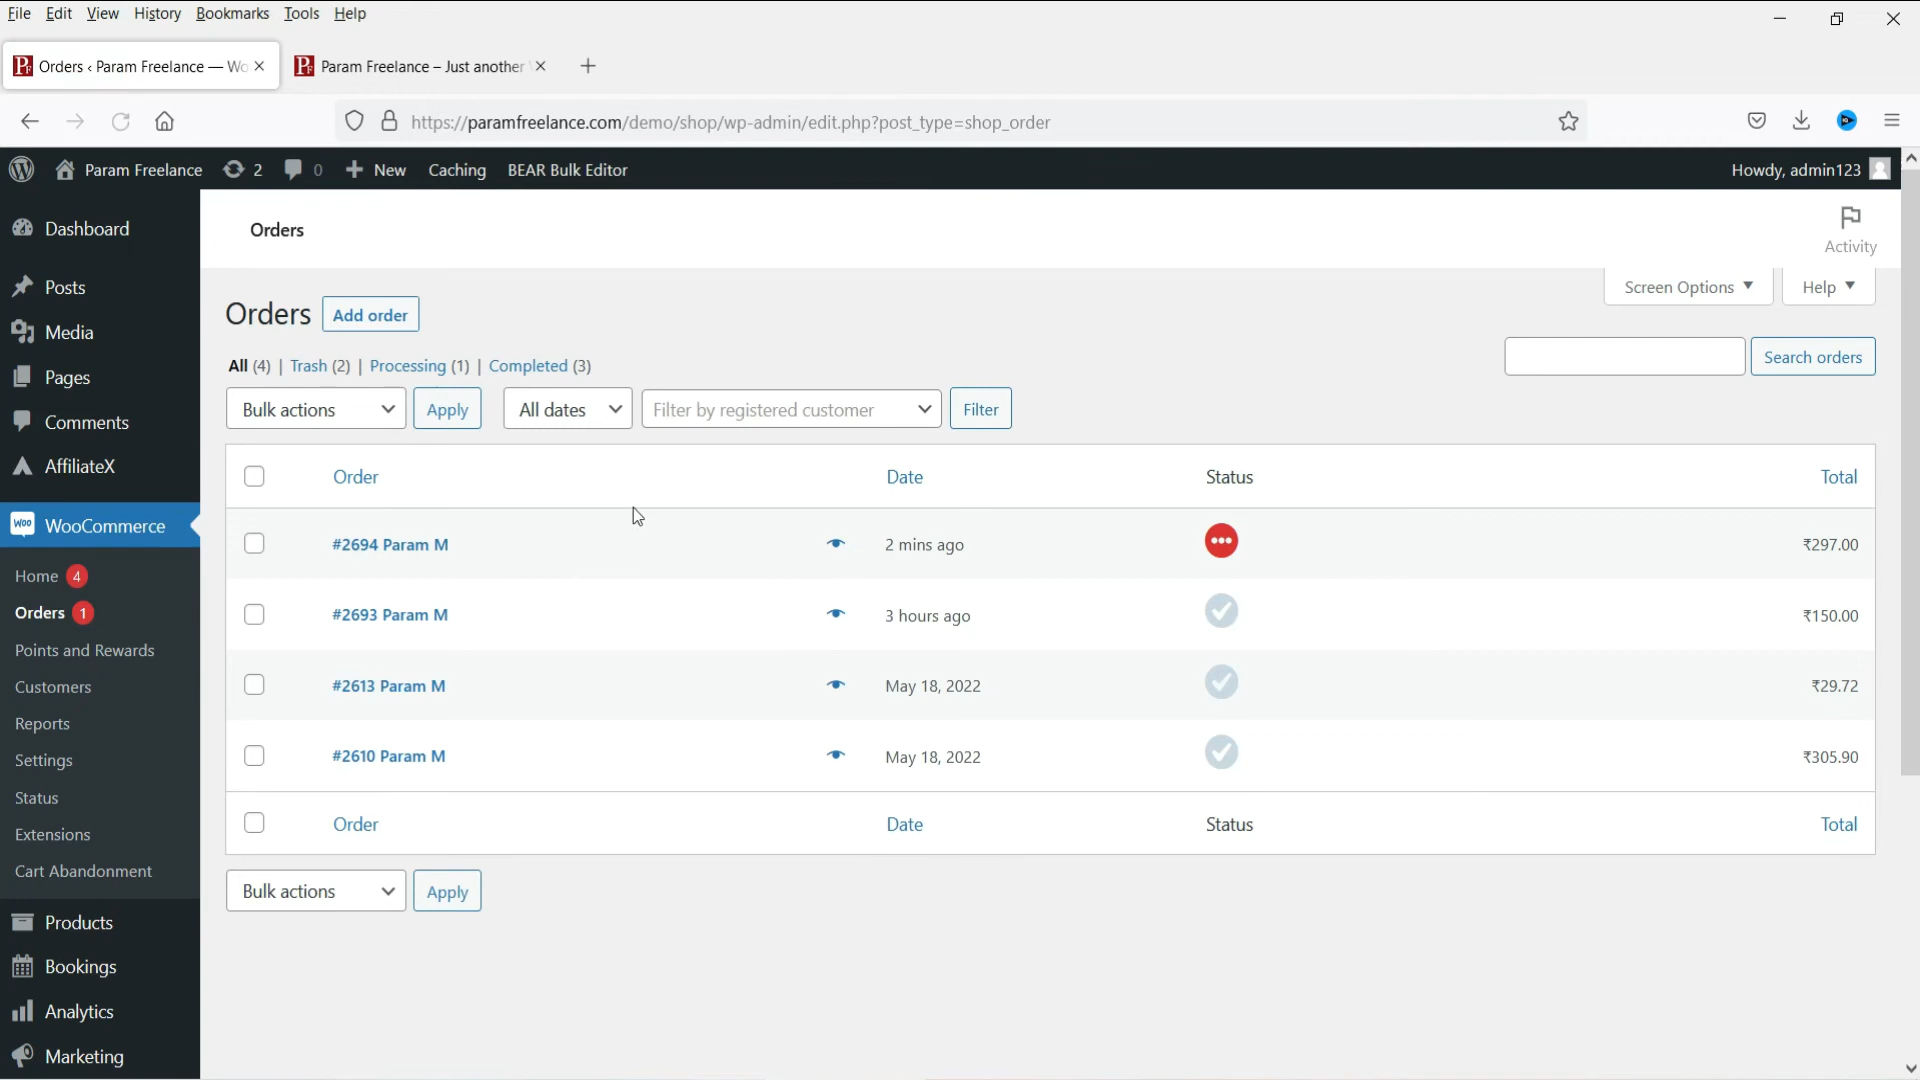 File Edit View History Bookmarks Tools Help
Orders ‹ Param Freelance — Wo
Param Freelance – Just another
https://paramfreelance.com/demo/shop/wp-admin/edit.php?post_type=shop_order
Param Freelance 2 0 New Caching BEAR Bulk Editor Howdy, admin123
Dashboard
Posts
Media
Pages
Comments
AffiliateX
WooCommerce
Home 4
Orders 1
Points and Rewards
Customers
Reports
Settings
Status
Extensions
Cart Abandonment
Products
Bookings
Analytics
Marketing
Orders
Activity
Screen Options Help
Orders Add order
All (4) | Trash (2) | Processing (1) | Completed (3)
Search orders
Bulk actions Apply All dates Filter by registered customer Filter
Order Date Status Total
#2694 Param M 2 mins ago ₹297.00
#2693 Param M 3 hours ago ₹150.00
#2613 Param M May 18, 2022 ₹29.72
#2610 Param M May 18, 2022 ₹305.90
Order Date Status Total
Bulk actions Apply